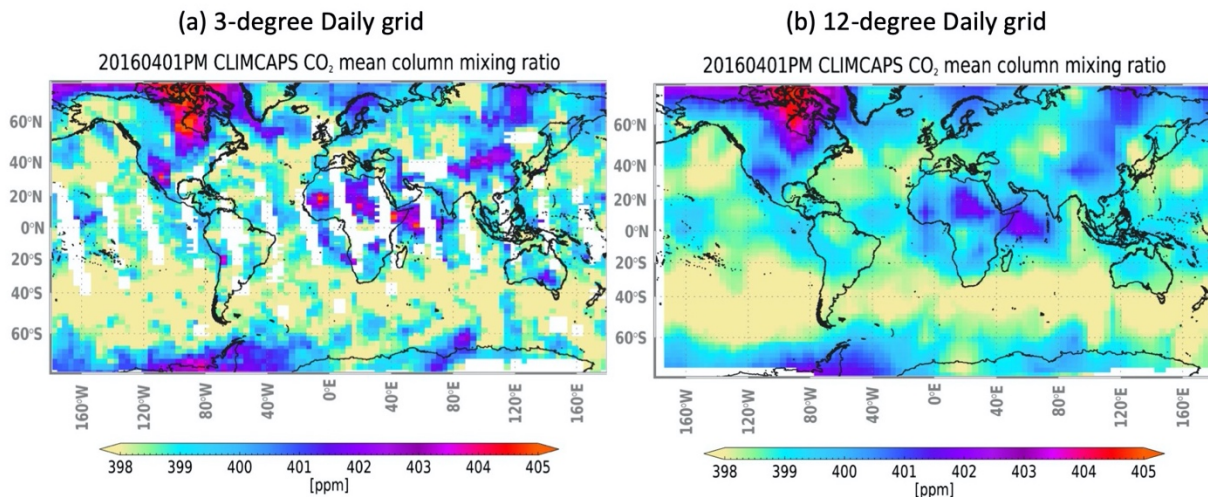 (a) 3-degree Daily grid
20160401PM CLIMCAPS CO₂ mean column mixing ratio
60°N
40°N
20°N
0°N
20°S
40°S
60°S
160°W
120°W
80°W
0°E
40°E
80°E
120°E
160°E
398 399 400 401 402 403 404 405
[ppm]
(b) 12-degree Daily grid
20160401PM CLIMCAPS CO₂ mean column mixing ratio
60°N
40°N
20°N
0°N
20°S
40°S
60°S
160°W
120°W
80°W
0°E
40°E
80°E
120°E
160°E
398 399 400 401 402 403 404 405
[ppm]